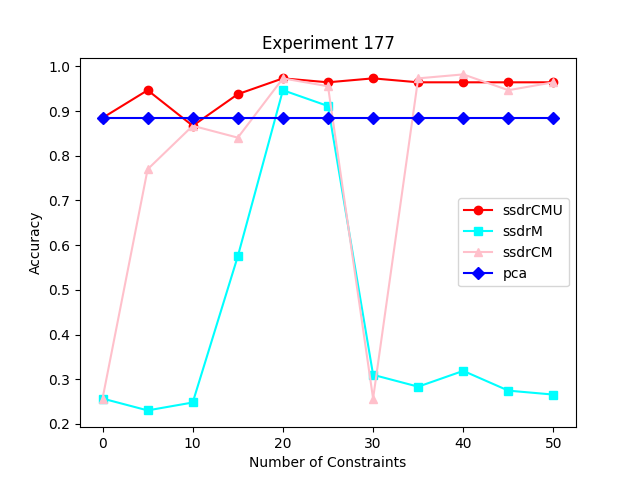 Experiment 177
1.0
0.9
0.8
0.7
0.6
0.5
0.4
0.3
0.2
Accuracy
ssdrCMU
ssdrM
ssdrCM
pca
0 10 20 30 40 50
Number of Constraints